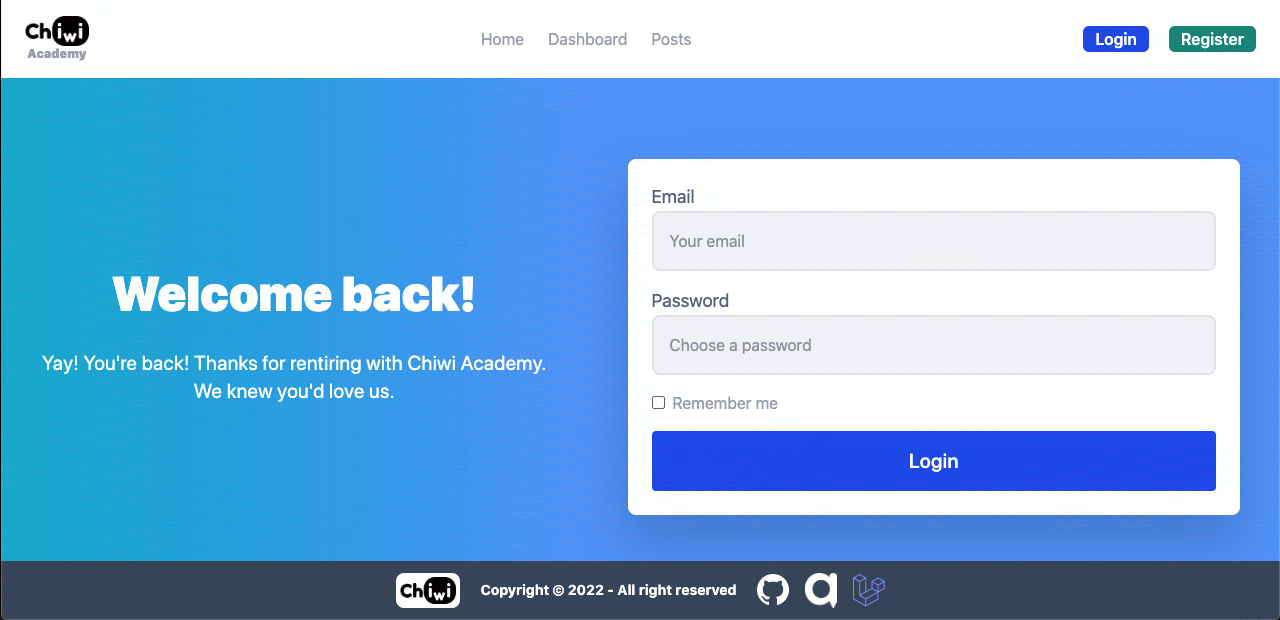 Chiwi
Academy
Home
Dashboard
Posts
Login
Register
Welcome back!
Yay! You're back! Thanks for rentiring with Chiwi Academy.
We knew you'd love us.
Email
Your email
Password
Choose a password
Remember me
Login
Chiwi
Copyright © 2022 - All right reserved